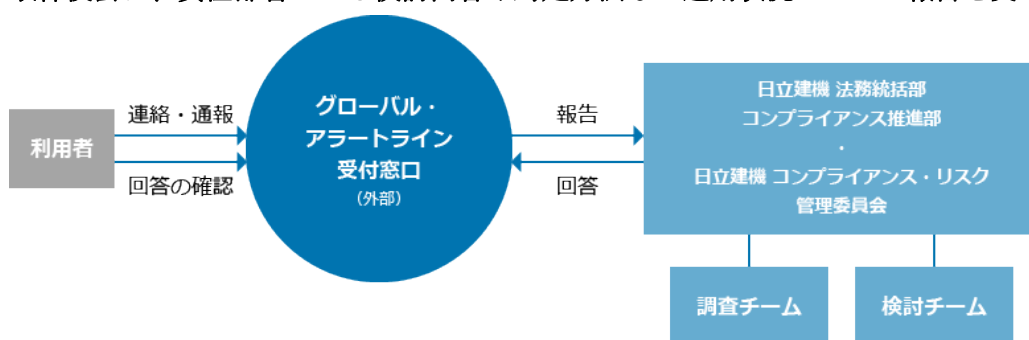 利用者
連絡・通報
回答の確認
グローバル・
アラートライン
受付窓口
(外部)
報告
回答
日立建機 法務統括部
コンプライアンス推進部
・
日立建機 コンプライアンス・リスク
管理委員会
調査チーム
検討チーム